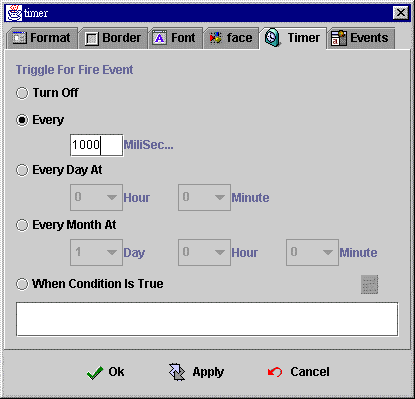 timer
Format Border Font face Timer Events
Triggle For Fire Event
Turn Off
Every
1000 MiliSec...
Every Day At
0 Hour 0 Minute
Every Month At
1 Day 0 Hour 0 Minute
When Condition Is True
Ok Apply Cancel